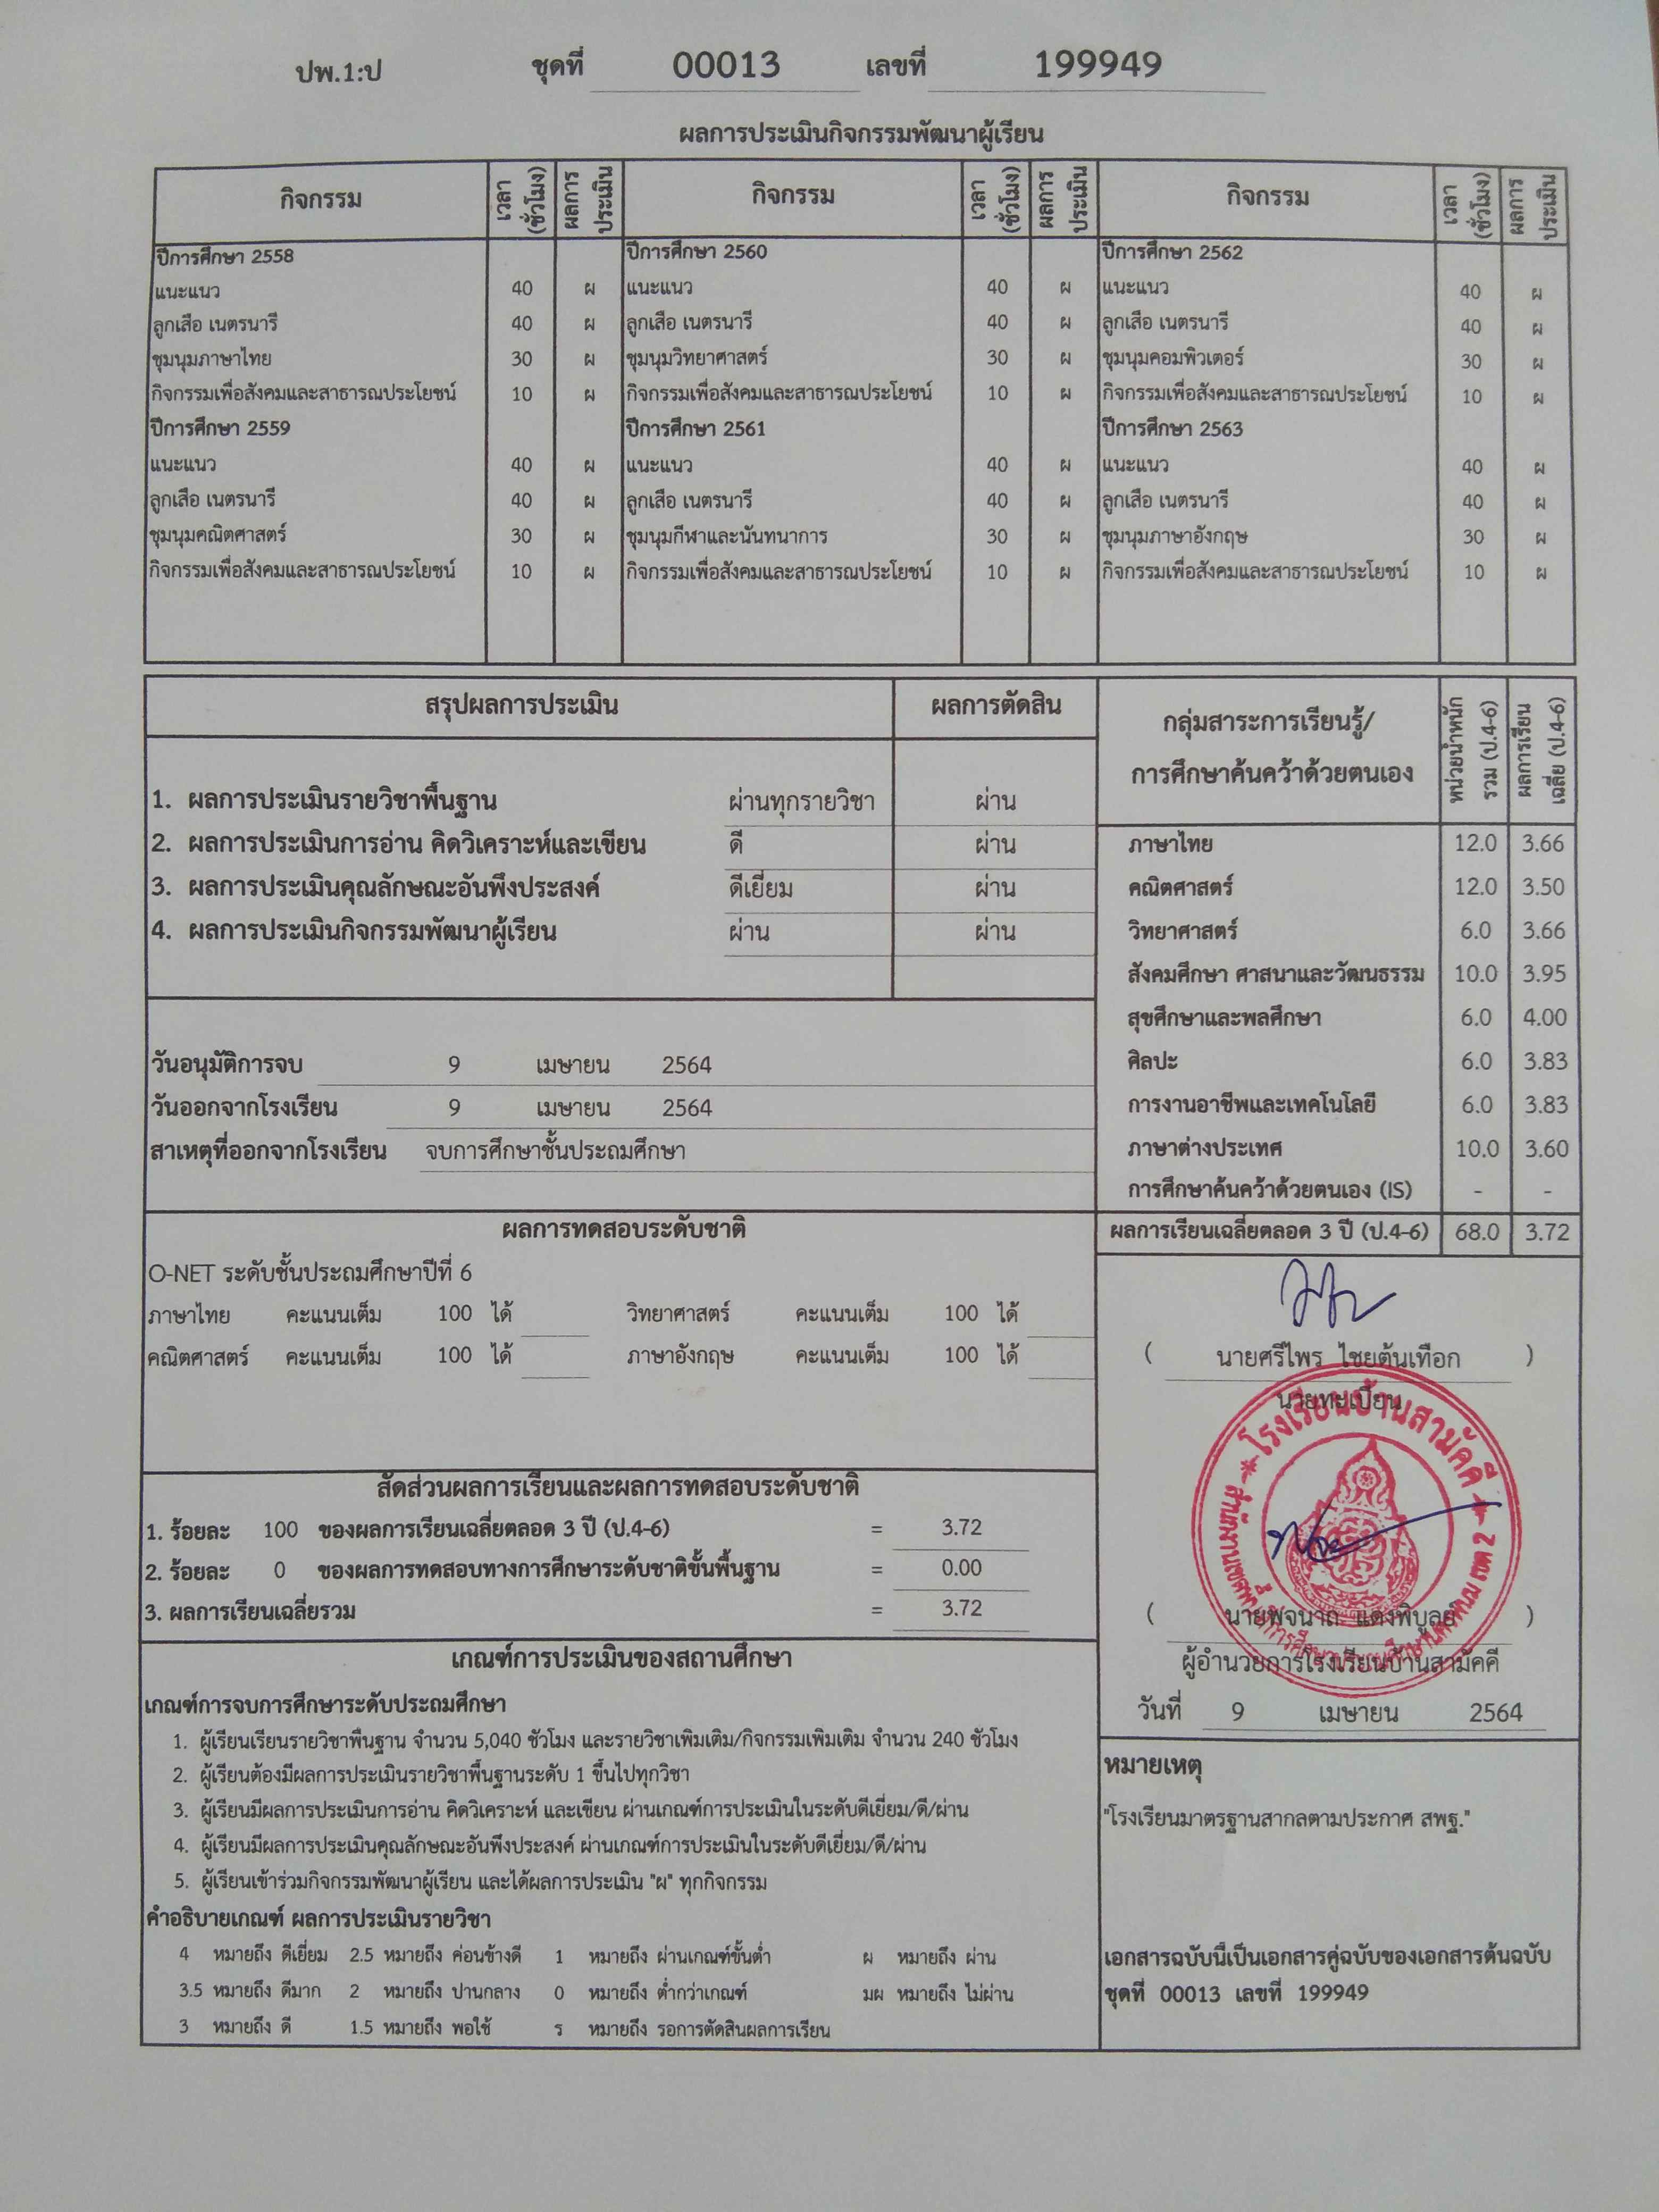 ปพ.1:ป ชุดที่ 00013 เลขที่ 199949
ผลการประเมินกิจกรรมพัฒนาผู้เรียน
กิจกรรม เวลา (ชั่วโมง) ผลการประเมิน กิจกรรม เวลา (ชั่วโมง) ผลการประเมิน กิจกรรม เวลา (ชั่วโมง) ผลการประเมิน
ปีการศึกษา 2558 ปีการศึกษา 2560 ปีการศึกษา 2562
แนะแนว 40 ผ แนะแนว 40 ผ แนะแนว 40 ผ
ลูกเสือ เนตรนารี 40 ผ ลูกเสือ เนตรนารี 40 ผ ลูกเสือ เนตรนารี 40 ผ
ชุมนุมภาษาไทย 30 ผ ชุมนุมวิทยาศาสตร์ 30 ผ ชุมนุมคอมพิวเตอร์ 30 ผ
กิจกรรมเพื่อสังคมและสาธารณประโยชน์ 10 ผ กิจกรรมเพื่อสังคมและสาธารณประโยชน์ 10 ผ กิจกรรมเพื่อสังคมและสาธารณประโยชน์ 10 ผ
ปีการศึกษา 2559 ปีการศึกษา 2561 ปีการศึกษา 2563
แนะแนว 40 ผ แนะแนว 40 ผ แนะแนว 40 ผ
ลูกเสือ เนตรนารี 40 ผ ลูกเสือ เนตรนารี 40 ผ ลูกเสือ เนตรนารี 40 ผ
ชุมนุมคณิตศาสตร์ 30 ผ ชุมนุมกีฬาและนันทนาการ 30 ผ ชุมนุมภาษาอังกฤษ 30 ผ
กิจกรรมเพื่อสังคมและสาธารณประโยชน์ 10 ผ กิจกรรมเพื่อสังคมและสาธารณประโยชน์ 10 ผ กิจกรรมเพื่อสังคมและสาธารณประโยชน์ 10 ผ
สรุปผลการประเมิน ผลการตัดสิน
1. ผลการประเมินรายวิชาพื้นฐาน ผ่านทุกรายวิชา ผ่าน
2. ผลการประเมินการอ่าน คิดวิเคราะห์และเขียน ดี ผ่าน
3. ผลการประเมินคุณลักษณะอันพึงประสงค์ ดีเยี่ยม ผ่าน
4. ผลการประเมินกิจกรรมพัฒนาผู้เรียน ผ่าน ผ่าน
วันอนุมัติการจบ 9 เมษายน 2564
วันออกจากโรงเรียน 9 เมษายน 2564
สาเหตุที่ออกจากโรงเรียน จบการศึกษาชั้นประถมศึกษา
กลุ่มสาระการเรียนรู้/
การศึกษาค้นคว้าด้วยตนเอง
หน่วยน้ำหนัก รวม (ป.4-6)
ผลการเรียน เฉลี่ย (ป.4-6)
ภาษาไทย 12.0 3.66
คณิตศาสตร์ 12.0 3.50
วิทยาศาสตร์ 6.0 3.66
สังคมศึกษา ศาสนาและวัฒนธรรม 10.0 3.95
สุขศึกษาและพลศึกษา 6.0 4.00
ศิลปะ 6.0 3.83
การงานอาชีพและเทคโนโลยี 6.0 3.83
ภาษาต่างประเทศ 10.0 3.60
การศึกษาค้นคว้าด้วยตนเอง (IS) - -
ผลการเรียนเฉลี่ยตลอด 3 ปี (ป.4-6) 68.0 3.72
ผลการทดสอบระดับชาติ
O-NET ระดับชั้นประถมศึกษาปีที่ 6
ภาษาไทย คะแนนเต็ม 100 ได้ วิทยาศาสตร์ คะแนนเต็ม 100 ได้
คณิตศาสตร์ คะแนนเต็ม 100 ได้ ภาษาอังกฤษ คะแนนเต็ม 100 ได้
สัดส่วนผลการเรียนและผลการทดสอบระดับชาติ
1. ร้อยละ 100 ของผลการเรียนเฉลี่ยตลอด 3 ปี (ป.4-6) = 3.72
2. ร้อยละ 0 ของผลการทดสอบทางการศึกษาระดับชาติขั้นพื้นฐาน = 0.00
3. ผลการเรียนเฉลี่ยรวม = 3.72
( นายศรีไพร ไชยต้นเทือก )
นายทะเบียน
โรงเรียนบ้านสามัคคี
สำนักงานเขตพื้นที่การศึกษาประถมศึกษานครพนม เขต 2
( นายพจนาถ แดงพิบูลย์ )
ผู้อำนวยการโรงเรียนบ้านสามัคคี
วันที่ 9 เมษายน 2564
เกณฑ์การประเมินของสถานศึกษา
เกณฑ์การจบการศึกษาระดับประถมศึกษา
1. ผู้เรียนเรียนรายวิชาพื้นฐาน จำนวน 5,040 ชั่วโมง และรายวิชาเพิ่มเติม/กิจกรรมเพิ่มเติม จำนวน 240 ชั่วโมง
2. ผู้เรียนต้องมีผลการประเมินรายวิชาพื้นฐานระดับ 1 ขึ้นไปทุกวิชา
3. ผู้เรียนมีผลการประเมินการอ่าน คิดวิเคราะห์ และเขียน ผ่านเกณฑ์การประเมินในระดับดีเยี่ยม/ดี/ผ่าน
4. ผู้เรียนมีผลการประเมินคุณลักษณะอันพึงประสงค์ ผ่านเกณฑ์การประเมินในระดับดีเยี่ยม/ดี/ผ่าน
5. ผู้เรียนเข้าร่วมกิจกรรมพัฒนาผู้เรียน และได้ผลการประเมิน "ผ" ทุกกิจกรรม
คำอธิบายเกณฑ์ ผลการประเมินรายวิชา
4 หมายถึง ดีเยี่ยม 2.5 หมายถึง ค่อนข้างดี 1 หมายถึง ผ่านเกณฑ์ขั้นต่ำ ผ หมายถึง ผ่าน
3.5 หมายถึง ดีมาก 2 หมายถึง ปานกลาง 0 หมายถึง ต่ำกว่าเกณฑ์ มผ หมายถึง ไม่ผ่าน
3 หมายถึง ดี 1.5 หมายถึง พอใช้ ร หมายถึง รอการตัดสินผลการเรียน
หมายเหตุ
"โรงเรียนมาตรฐานสากลตามประกาศ สพฐ."
เอกสารฉบับนี้เป็นเอกสารคู่ฉบับของเอกสารต้นฉบับ
ชุดที่ 00013 เลขที่ 199949